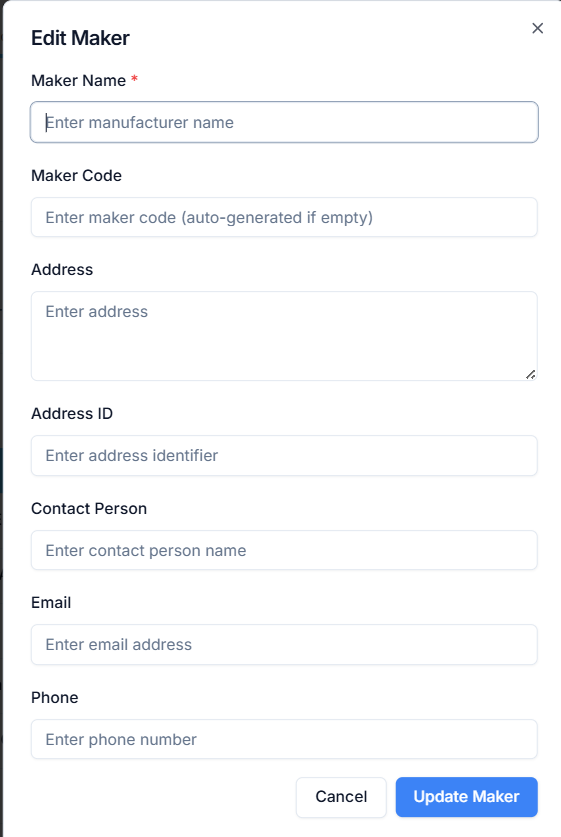 Edit Maker
Maker Name *
Enter manufacturer name
Maker Code
Enter maker code (auto-generated if empty)
Address
Enter address
Address ID
Enter address identifier
Contact Person
Enter contact person name
Email
Enter email address
Phone
Enter phone number
Cancel Update Maker